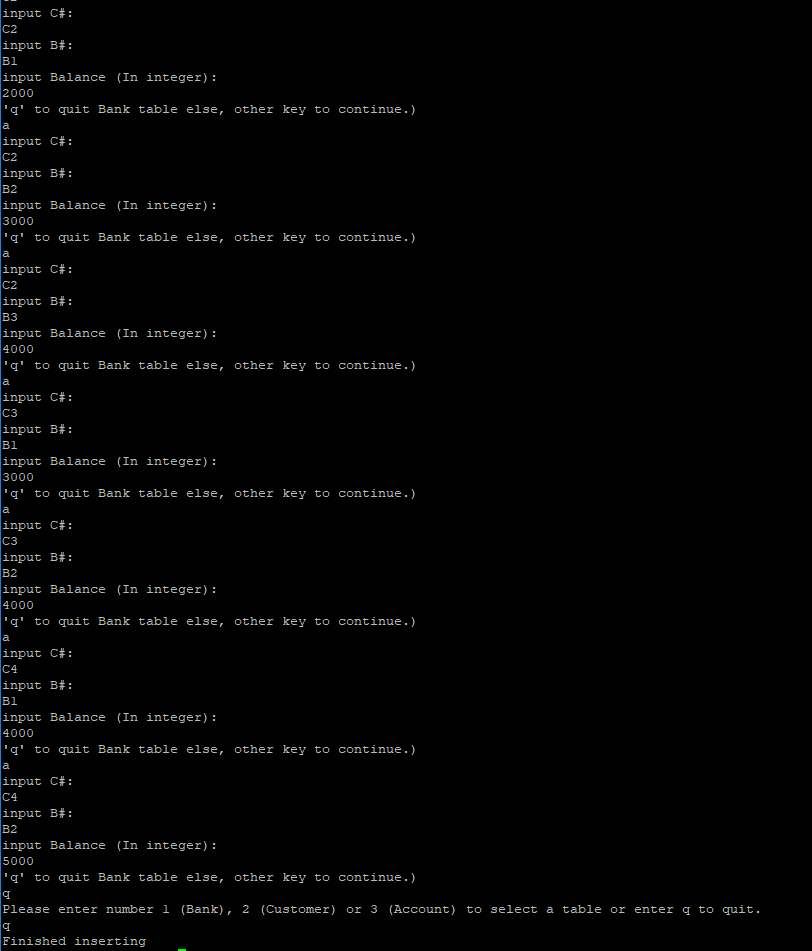 input C#:
C2
input B#:
B1
input Balance (In integer):
2000
'q' to quit Bank table else, other key to continue.)
a
input C#:
C2
input B#:
B2
input Balance (In integer):
3000
'q' to quit Bank table else, other key to continue.)
a
input C#:
C2
input B#:
B3
input Balance (In integer):
4000
'q' to quit Bank table else, other key to continue.)
a
input C#:
C3
input B#:
B1
input Balance (In integer):
3000
'q' to quit Bank table else, other key to continue.)
a
input C#:
C3
input B#:
B2
input Balance (In integer):
4000
'q' to quit Bank table else, other key to continue.)
a
input C#:
C4
input B#:
B1
input Balance (In integer):
4000
'q' to quit Bank table else, other key to continue.)
a
input C#:
C4
input B#:
B2
input Balance (In integer):
5000
'q' to quit Bank table else, other key to continue.)
q
Please enter number 1 (Bank), 2 (Customer) or 3 (Account) to select a table or enter q to quit.
q
Finished inserting